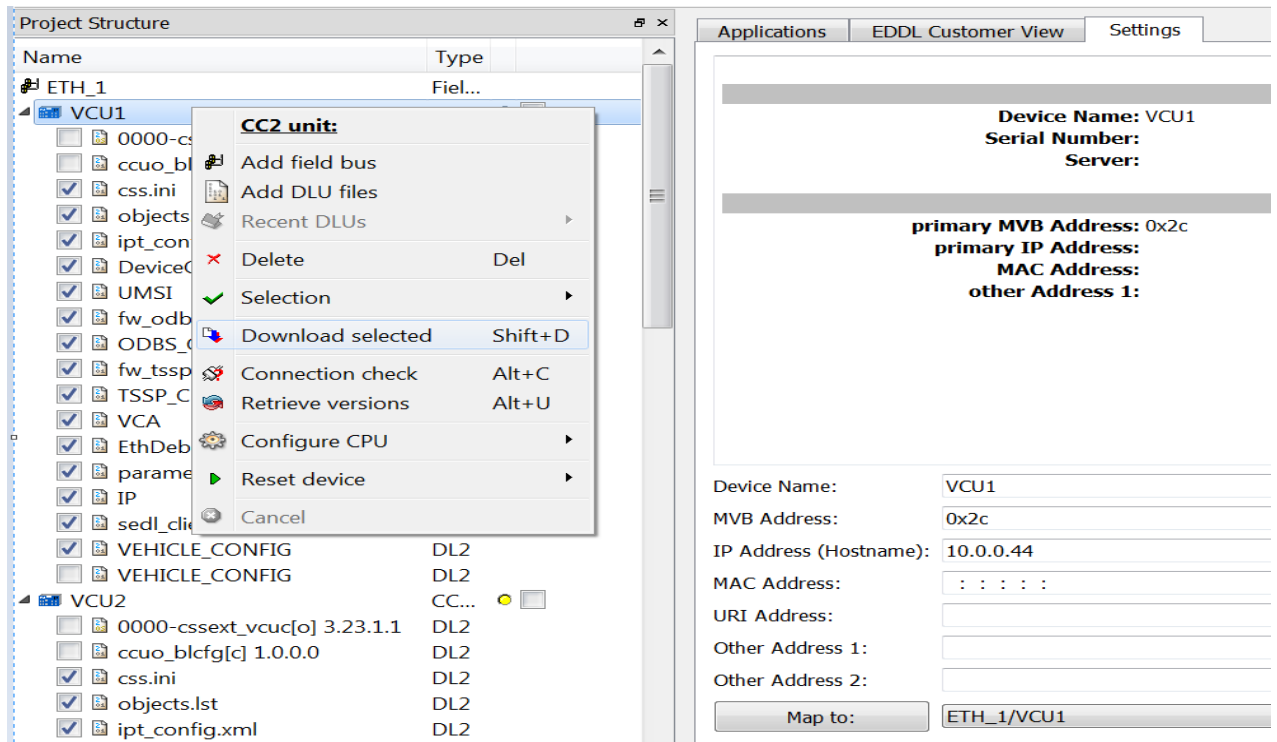 Project Structure
Name Type
ETH_1 Fiel...
VCU1
0000-cs
ccuo_bl
css.ini
objects
ipt_con
Device
UMSI
fw_odb
ODBS_
fw_tssp
TSSP_C
VCA
EthDeb
parame
IP
sedl_clie
VEHICLE_CONFIG DL2
VEHICLE_CONFIG DL2
VCU2 CC...
0000-cssext_vcuc[o] 3.23.1.1 DL2
ccuo_blcfg[c] 1.0.0.0 DL2
css.ini DL2
objects.lst DL2
ipt_config.xml DL2
CC2 unit:
Add field bus
Add DLU files
Recent DLUs
Delete Del
Selection
Download selected Shift+D
Connection check Alt+C
Retrieve versions Alt+U
Configure CPU
Reset device
Cancel
Applications EDDL Customer View Settings
Device Name: VCU1
Serial Number:
Server:
primary MVB Address: 0x2c
primary IP Address:
MAC Address:
other Address 1:
Device Name: VCU1
MVB Address: 0x2c
IP Address (Hostname): 10.0.0.44
MAC Address: : : : : :
URI Address:
Other Address 1:
Other Address 2:
Map to: ETH_1/VCU1